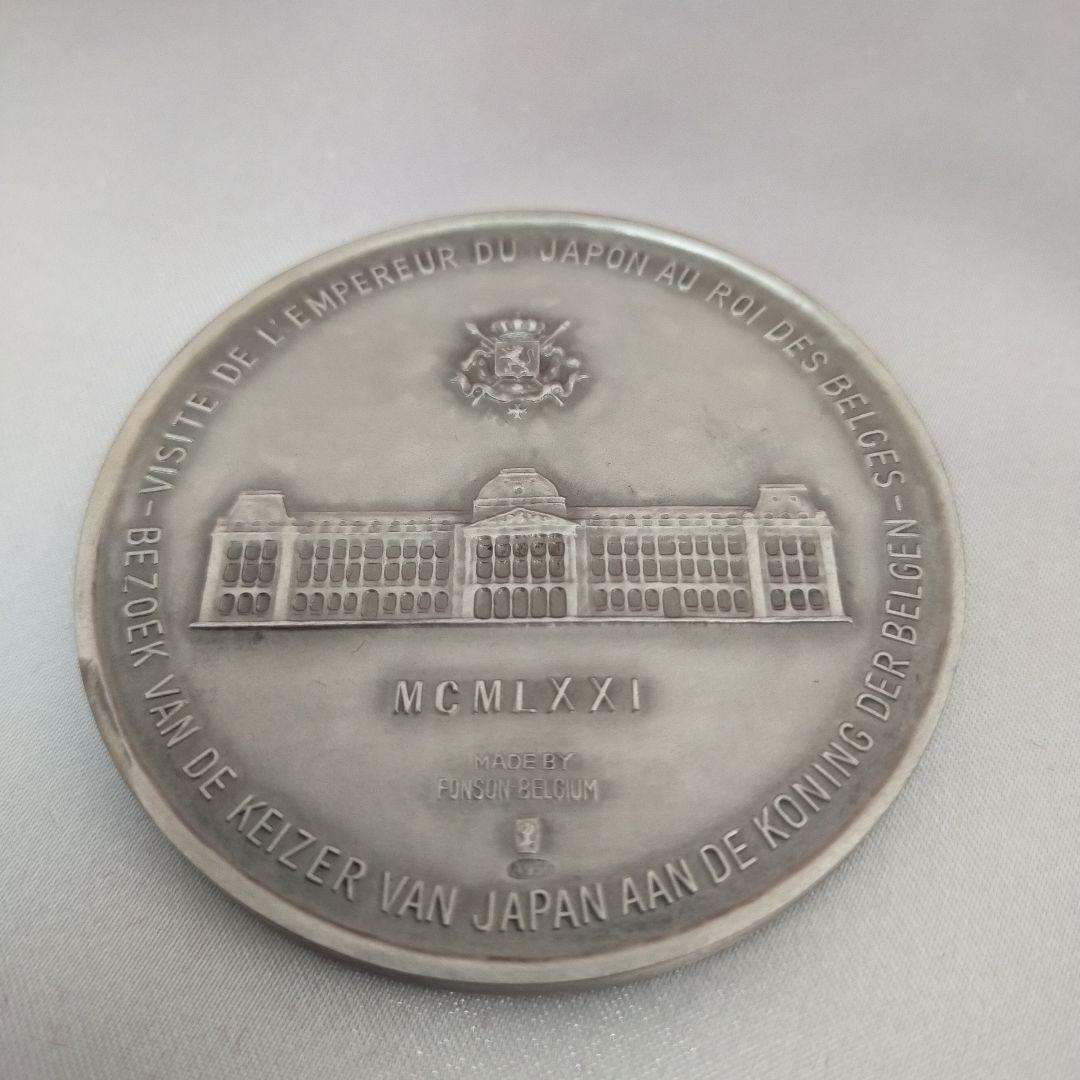 VISITE DE L'EMPEREUR DU JAPON AU ROI DES BELGES –
BEZOEK VAN DE KEIZER VAN JAPAN AAN DE KONING DER BELGEN –
MCMLXXI
MADE BY
FONSON-BELGIUM